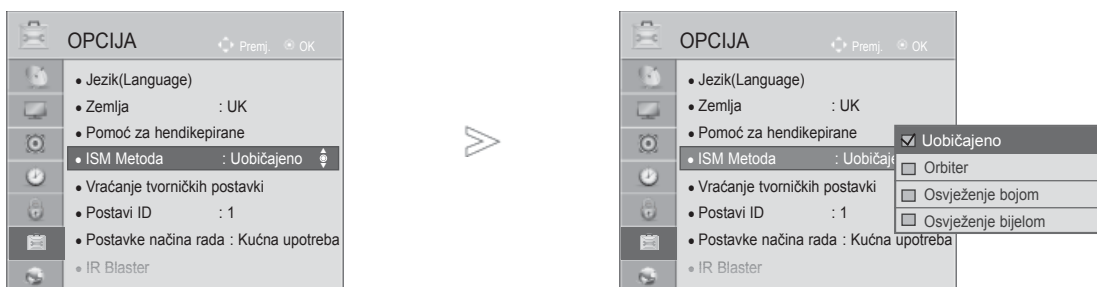 OPCIJA
Premj. OK
Jezik(Language)
Zemlja : UK
Pomoć za hendikepirane
ISM Metoda : Uobičajeno
Vraćanje tvorničkih postavki
Postavi ID : 1
Postavke načina rada : Kućna upotreba
IR Blaster
OPCIJA
Premj. OK
Jezik(Language)
Zemlja : UK
Pomoć za hendikepirane
ISM Metoda : Uobičaje
Vraćanje tvorničkih postavki
Postavi ID : 1
Postavke načina rada : Kućna upotreba
IR Blaster
Uobičajeno
Orbiter
Osvježenje bojom
Osvježenje bijelom